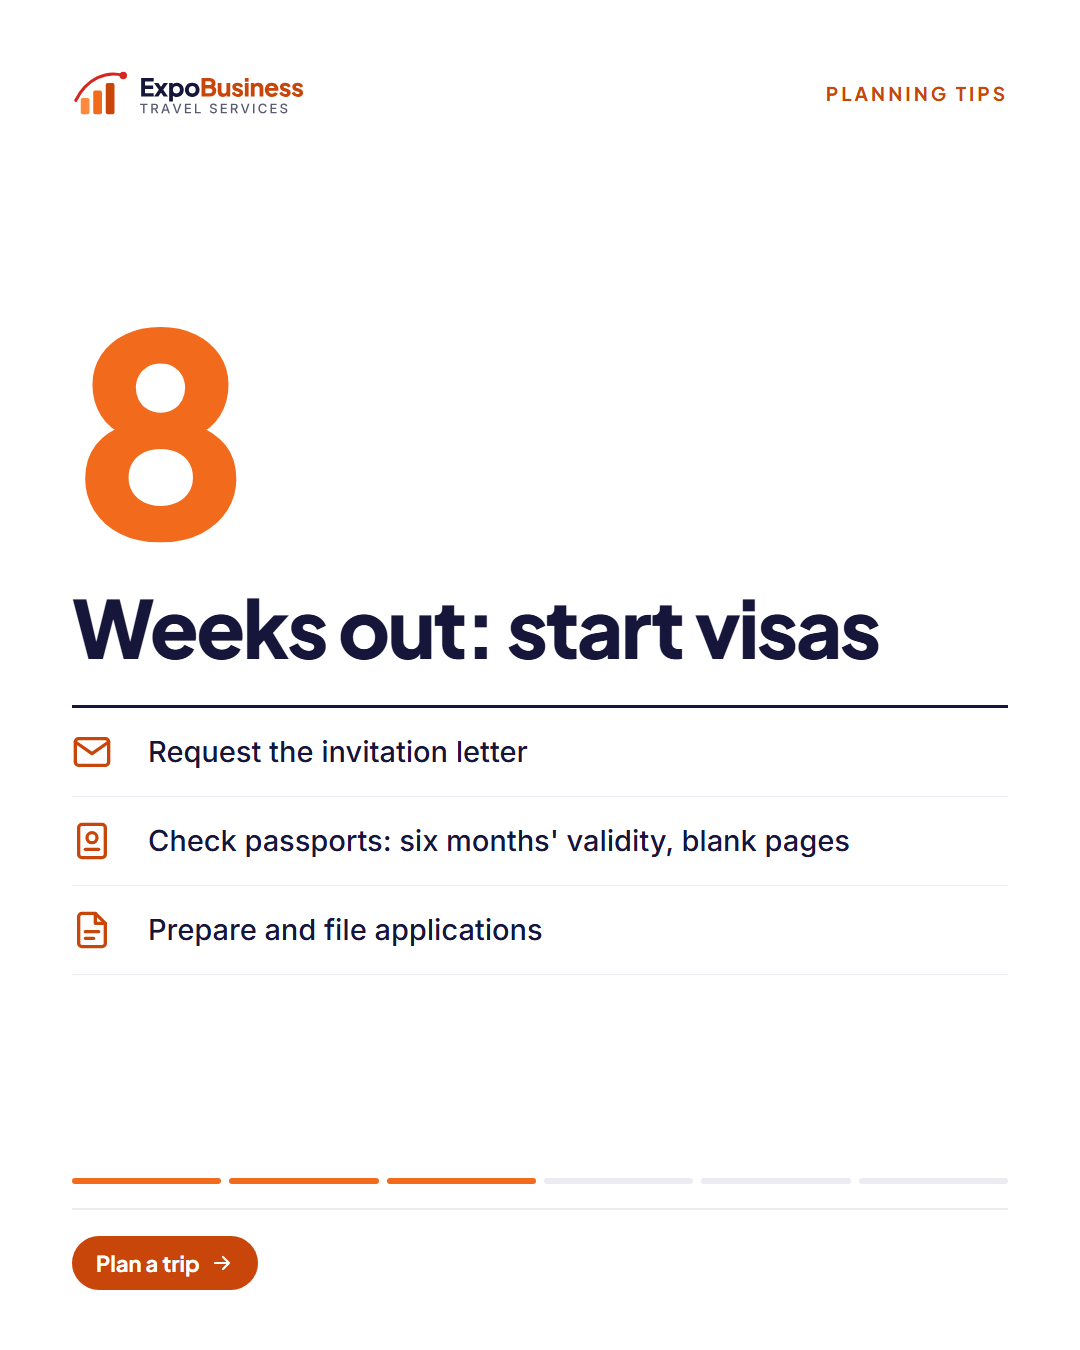 ExpoBusiness
TRAVEL SERVICES
PLANNING TIPS
8
Weeks out: start visas
Request the invitation letter
Check passports: six months' validity, blank pages
Prepare and file applications
Plan a trip